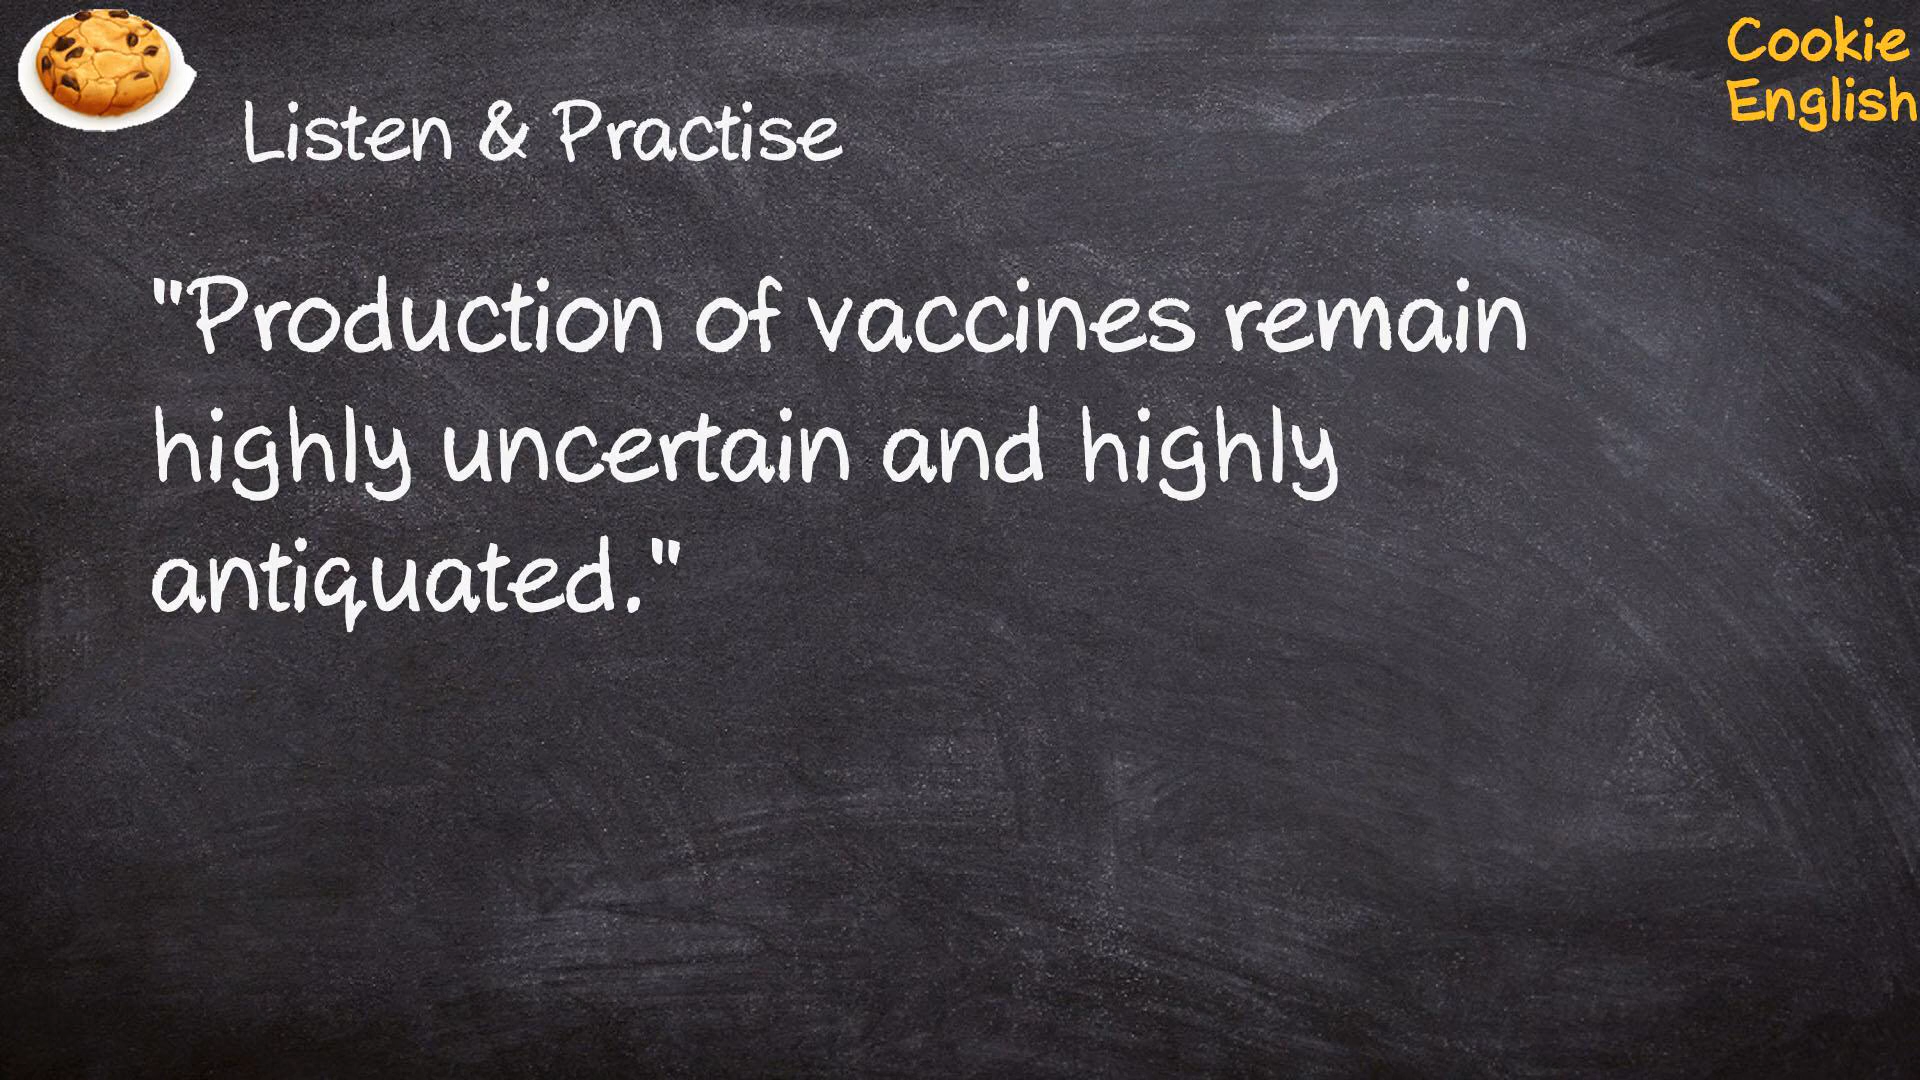 Cookie
English
Listen & Practise
"Production of vaccines remain
highly uncertain and highly
antiquated."